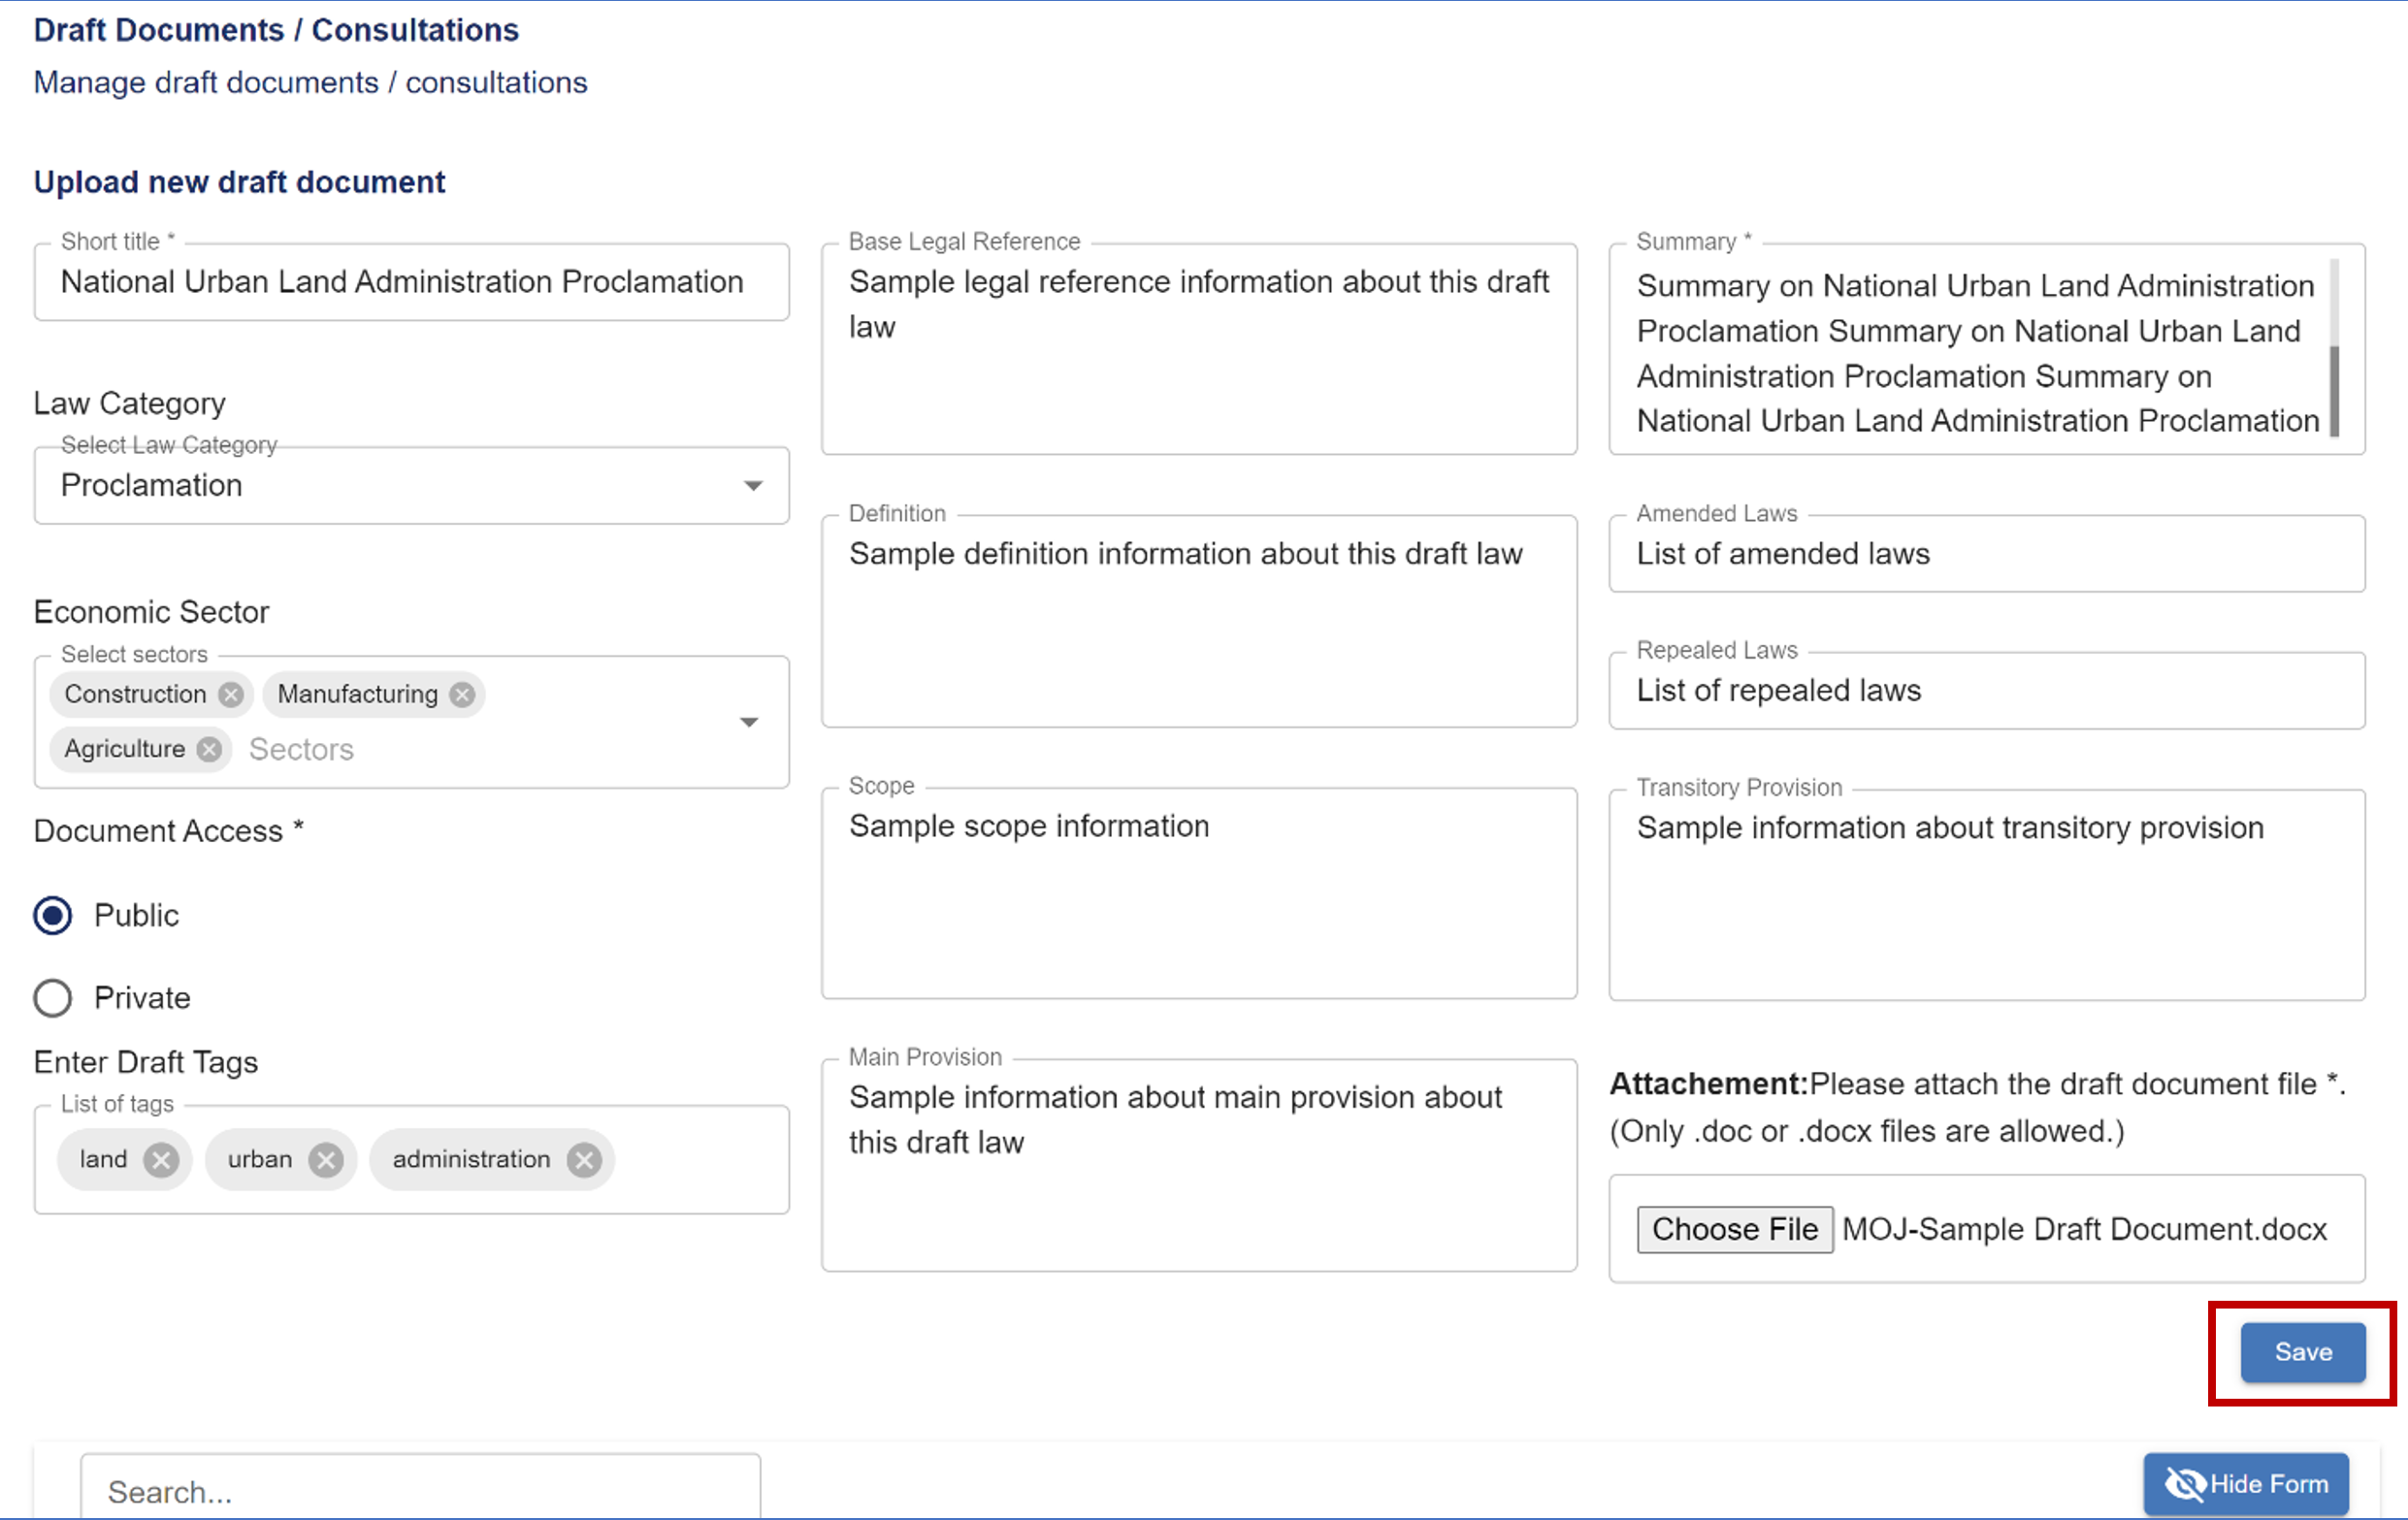 Draft Documents / Consultations
Manage draft documents / consultations
Upload new draft document
Short title *
National Urban Land Administration Proclamation
Law Category
Select Law Category
Proclamation
Economic Sector
Select sectors
Construction Manufacturing
Agriculture Sectors
Document Access *
Public
Private
Enter Draft Tags
List of tags
land urban administration
Base Legal Reference
Sample legal reference information about this draft
law
Definition
Sample definition information about this draft law
Scope
Sample scope information
Main Provision
Sample information about main provision about
this draft law
Summary *
Summary on National Urban Land Administration
Proclamation Summary on National Urban Land
Administration Proclamation Summary on
National Urban Land Administration Proclamation
Amended Laws
List of amended laws
Repealed Laws
List of repealed laws
Transitory Provision
Sample information about transitory provision
Attachement:Please attach the draft document file *.
(Only .doc or .docx files are allowed.)
Choose File MOJ-Sample Draft Document.docx
Save
Search...
Hide Form